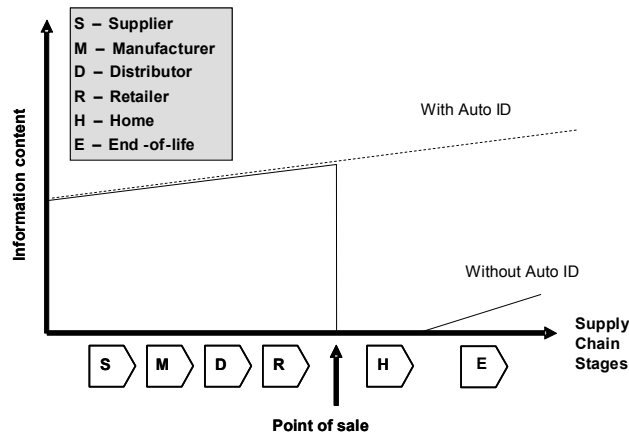 S – Supplier
M – Manufacturer
D – Distributor
R – Retailer
H – Home
E – End -of-life
With Auto ID
Information content
Without Auto ID
Supply
Chain
Stages
S M D R H E
Point of sale